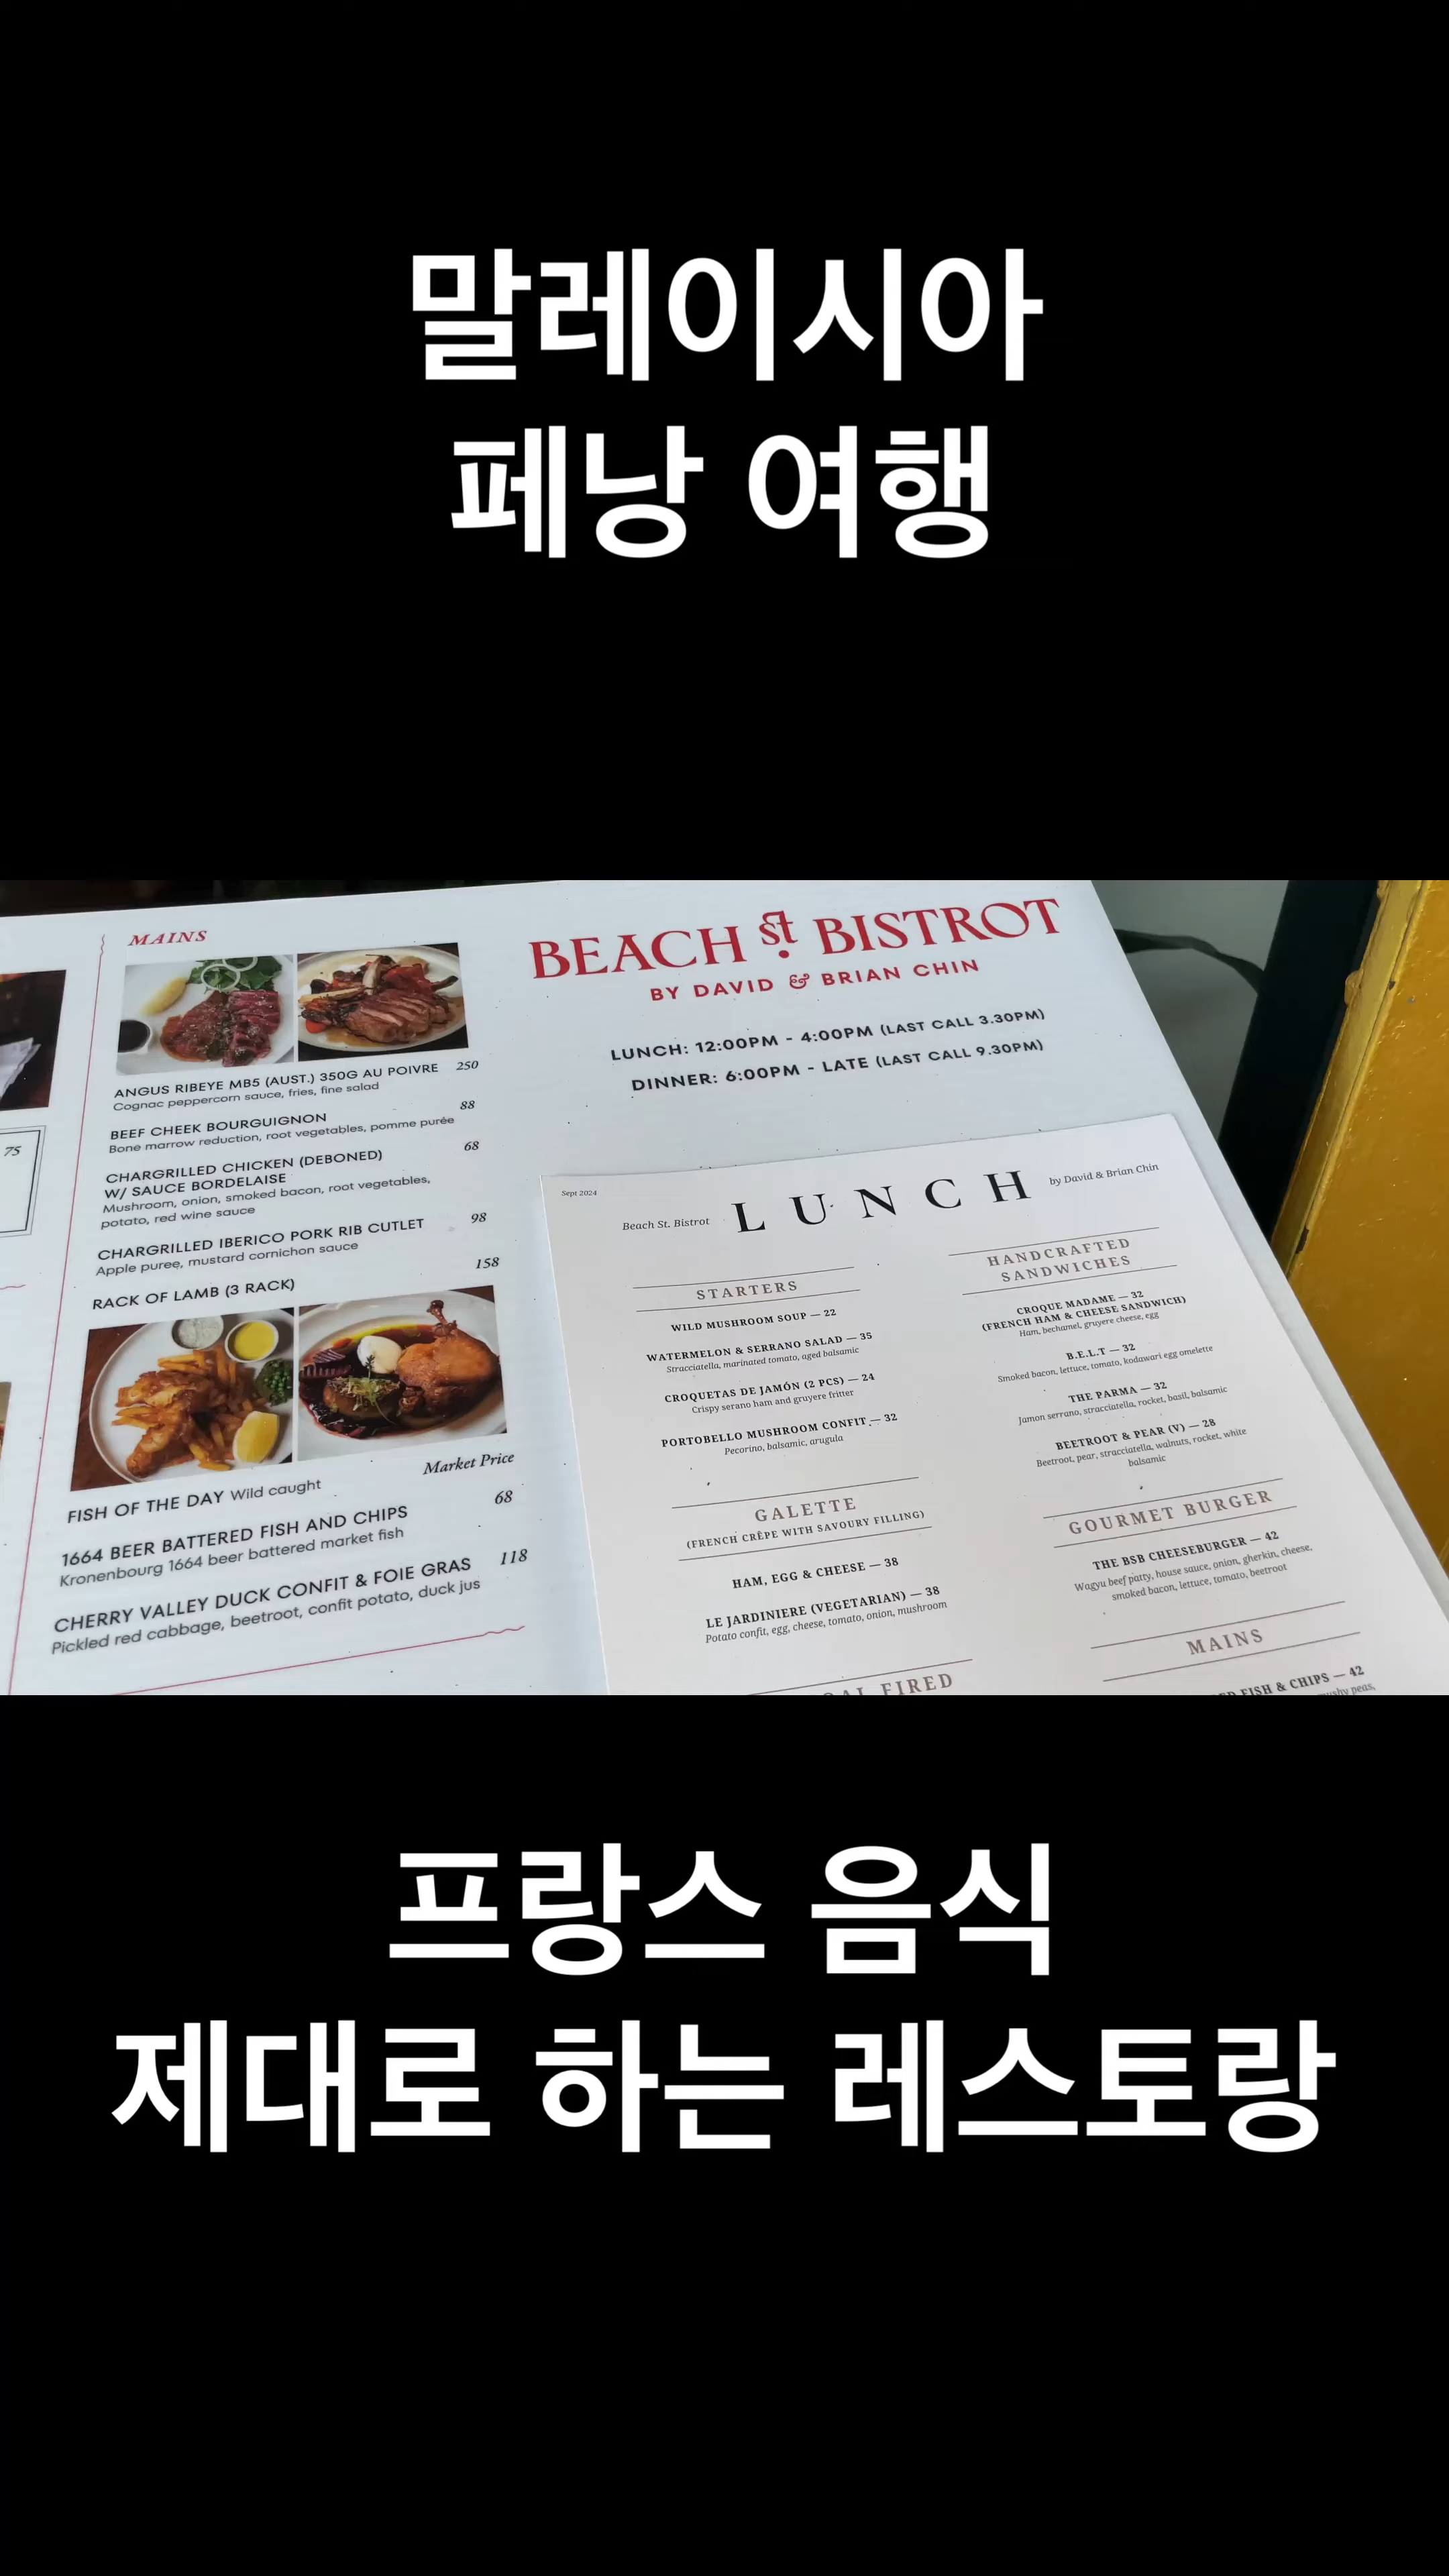 말레이시아
페낭 여행
75
MAINS
ANGUS RIBEYE MB5 (AUST.) 350G AU POIVRE 250
Cognac peppercorn sauce, fries, fine salad
BEEF CHEEK BOURGUIGNON 88
Bone marrow reduction, root vegetables, pomme purée
CHARGRILLED CHICKEN (DEBONED) 68
W/ SAUCE BORDELAISE
Mushroom, onion, smoked bacon, root vegetables,
potato, red wine sauce
CHARGRILLED IBERICO PORK RIB CUTLET 98
Apple puree, mustard cornichon sauce
RACK OF LAMB (3 RACK) 158
FISH OF THE DAY Wild caught Market Price
1664 BEER BATTERED FISH AND CHIPS 68
Kronenbourg 1664 beer battered market fish
CHERRY VALLEY DUCK CONFIT & FOIE GRAS 118
Pickled red cabbage, beetroot, confit potato, duck jus
BEACH st BISTROT
BY DAVID & BRIAN CHIN
LUNCH: 12:00PM - 4:00PM (LAST CALL 3.30PM)
DINNER: 6:00PM - LATE (LAST CALL 9.30PM)
Sept 2024
Beach St. Bistrot LUNCH by David & Brian Chin
STARTERS
WILD MUSHROOM SOUP — 22
WATERMELON & SERRANO SALAD — 35
Stracciatella, marinated tomato, aged balsamic
CROQUETAS DE JAMÓN (2 PCS) — 24
Crispy serano ham and gruyere fritter
PORTOBELLO MUSHROOM CONFIT — 32
Pecorino, balsamic, arugula
GALETTE
(FRENCH CRÊPE WITH SAVOURY FILLING)
HAM, EGG & CHEESE — 38
LE JARDINIERE (VEGETARIAN) — 38
Potato confit, egg, cheese, tomato, onion, mushroom
FIRED
HANDCRAFTED
SANDWICHES
CROQUE MADAME — 32
(FRENCH HAM & CHEESE SANDWICH)
Ham, bechamel, gruyere cheese, egg
B.E.L.T — 32
Smoked bacon, lettuce, tomato, kodawari egg omelette
THE PARMA — 32
Jamon serrano, stracciatella, rocket, basil, balsamic
BEETROOT & PEAR (V) — 28
Beetroot, pear, stracciatella, walnuts, rocket, white
balsamic
GOURMET BURGER
THE BSB CHEESEBURGER — 42
Wagyu beef patty, house sauce, onion, gherkin, cheese,
smoked bacon, lettuce, tomato, beetroot
MAINS
FISH & CHIPS — 42
peas,
프랑스 음식
제대로 하는 레스토랑